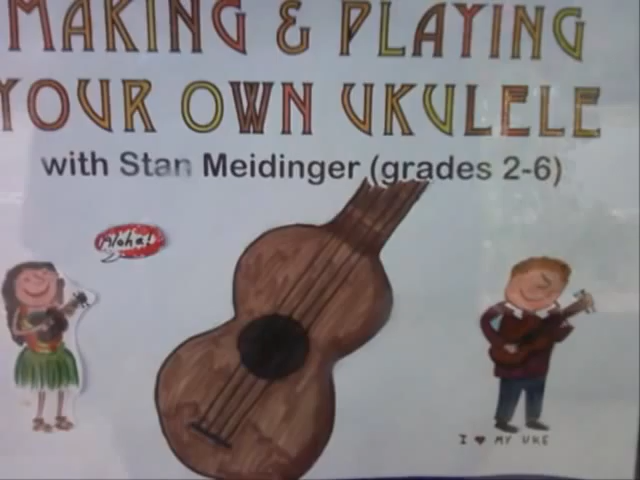 MAKING & PLAYING
YOUR OWN UKULELE
with Stan Meidinger (grades 2-6)
Aloha!
I ♥ MY UKE